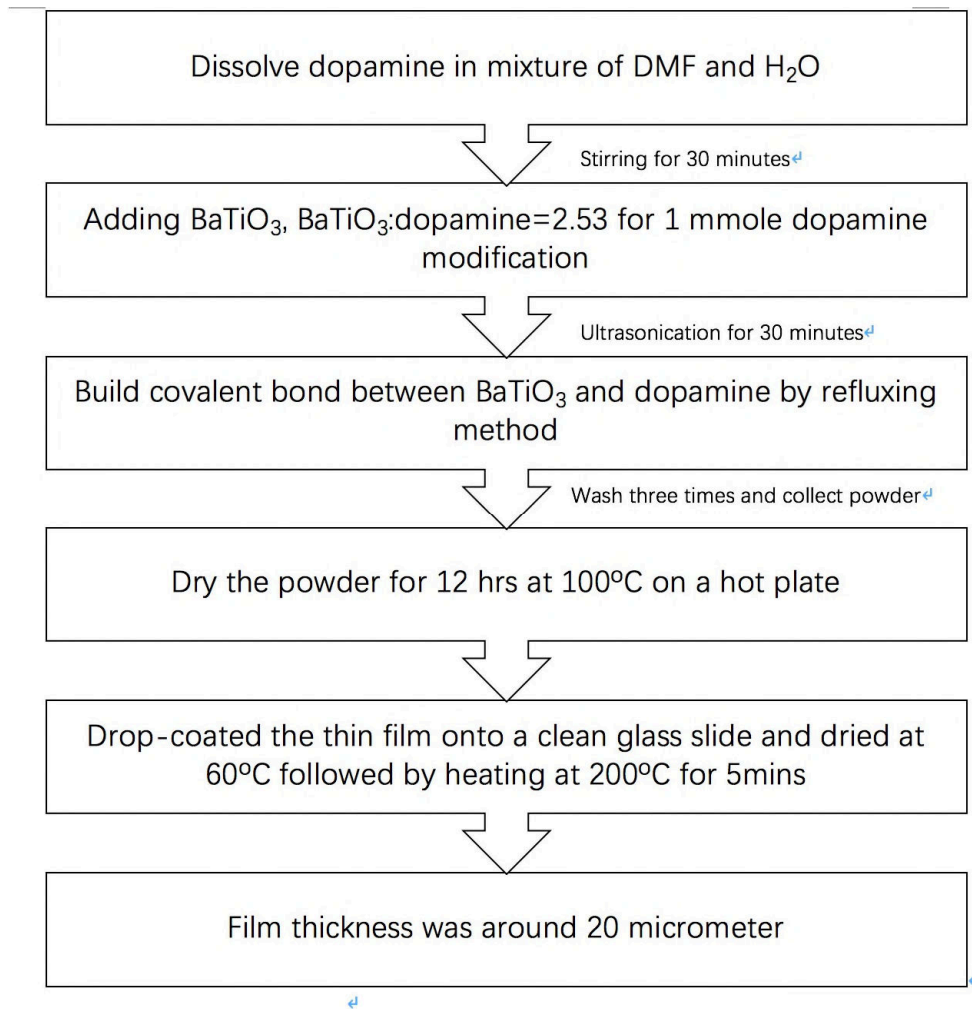 Dissolve dopamine in mixture of DMF and H₂O
Stirring for 30 minutes↵
Adding BaTiO₃, BaTiO₃:dopamine=2.53 for 1 mmole dopamine
modification
Ultrasonication for 30 minutes↵
Build covalent bond between BaTiO₃ and dopamine by refluxing
method
Wash three times and collect powder↵
Dry the powder for 12 hrs at 100ºC on a hot plate
Drop-coated the thin film onto a clean glass slide and dried at
60ºC followed by heating at 200ºC for 5mins
Film thickness was around 20 micrometer